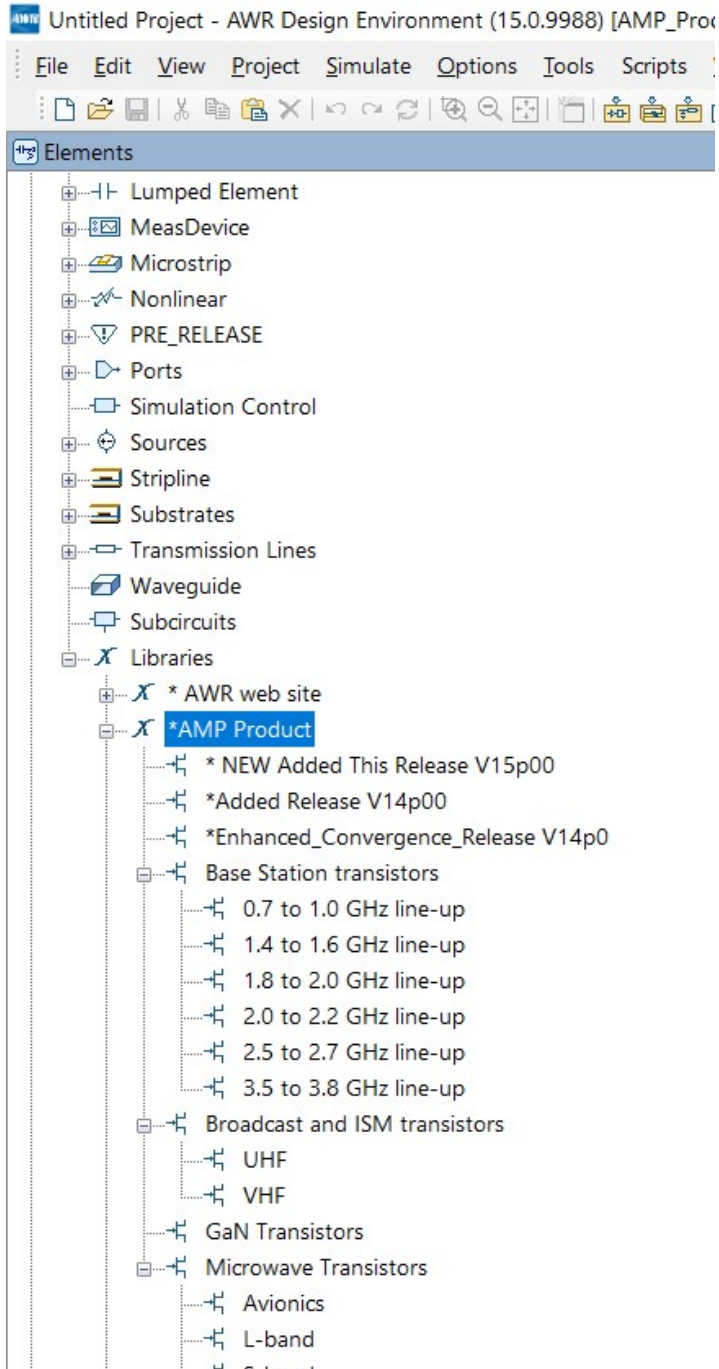 Untitled Project - AWR Design Environment (15.0.9988) [AMP_Prod
File Edit View Project Simulate Options Tools Scripts
Elements
Lumped Element
MeasDevice
Microstrip
Nonlinear
PRE_RELEASE
Ports
Simulation Control
Sources
Stripline
Substrates
Transmission Lines
Waveguide
Subcircuits
Libraries
* AWR web site
*AMP Product
* NEW Added This Release V15p00
*Added Release V14p00
*Enhanced_Convergence_Release V14p0
Base Station transistors
0.7 to 1.0 GHz line-up
1.4 to 1.6 GHz line-up
1.8 to 2.0 GHz line-up
2.0 to 2.2 GHz line-up
2.5 to 2.7 GHz line-up
3.5 to 3.8 GHz line-up
Broadcast and ISM transistors
UHF
VHF
GaN Transistors
Microwave Transistors
Avionics
L-band